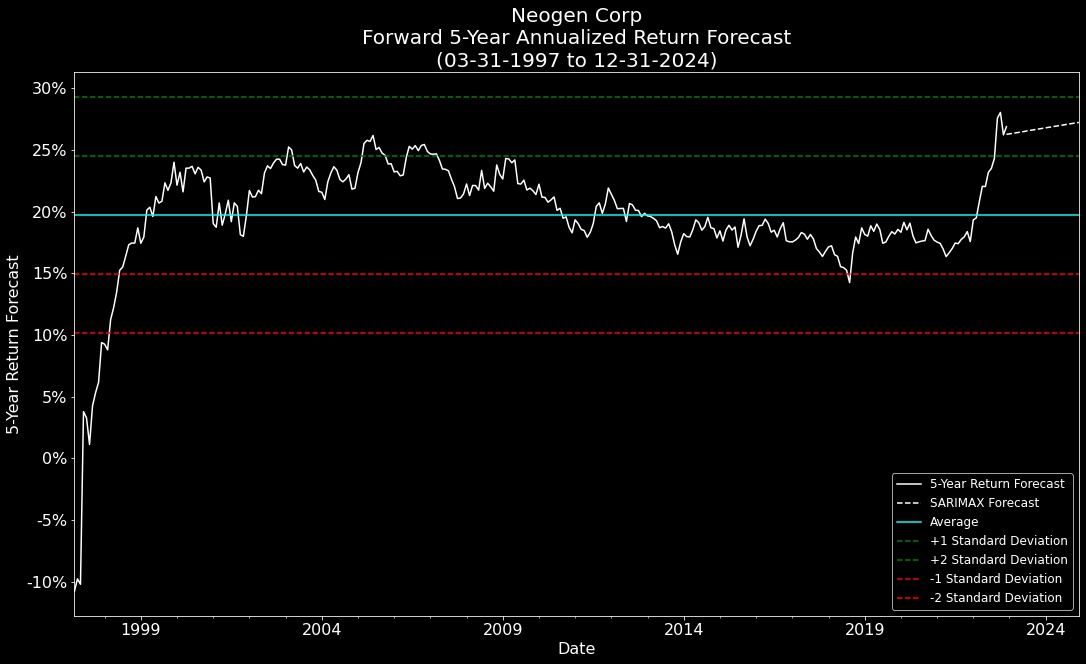 Neogen Corp
Forward 5-Year Annualized Return Forecast
(03-31-1997 to 12-31-2024)
30%
25%
20%
15%
10%
5%
0%
-5%
-10%
5-Year Return Forecast
1999
2004
2009
2014
2019
2024
Date
5-Year Return Forecast
SARIMAX Forecast
Average
+1 Standard Deviation
+2 Standard Deviation
-1 Standard Deviation
-2 Standard Deviation